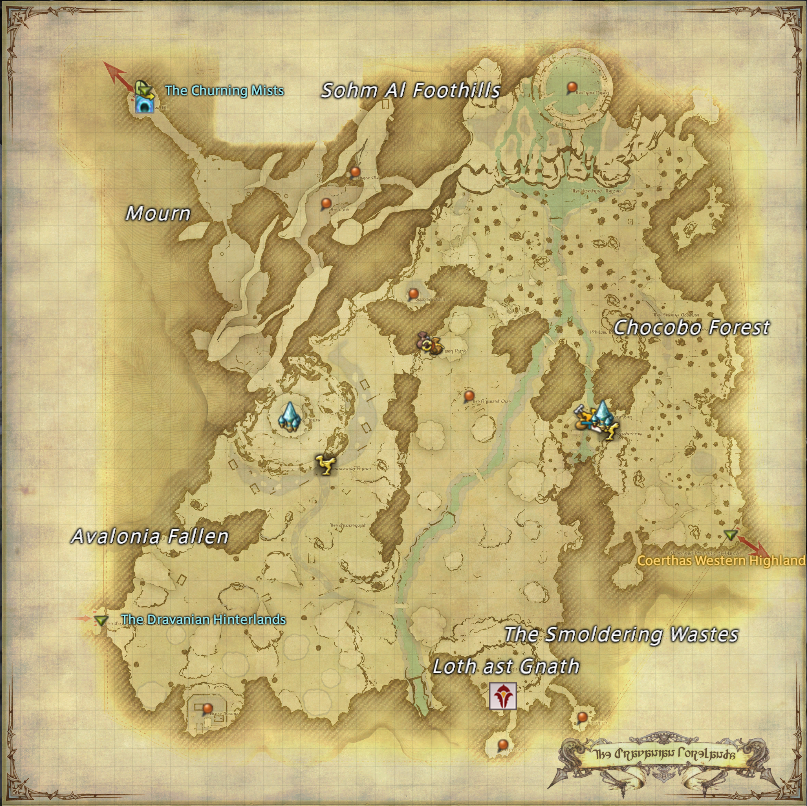 The Churning Mists
Sohm Al Foothills
Mourn
Chocobo Forest
Avalonia Fallen
Coerthas Western Highland
The Dravanian Hinterlands
The Smoldering Wastes
Loth ast Gnath
The Dravanian Forelands